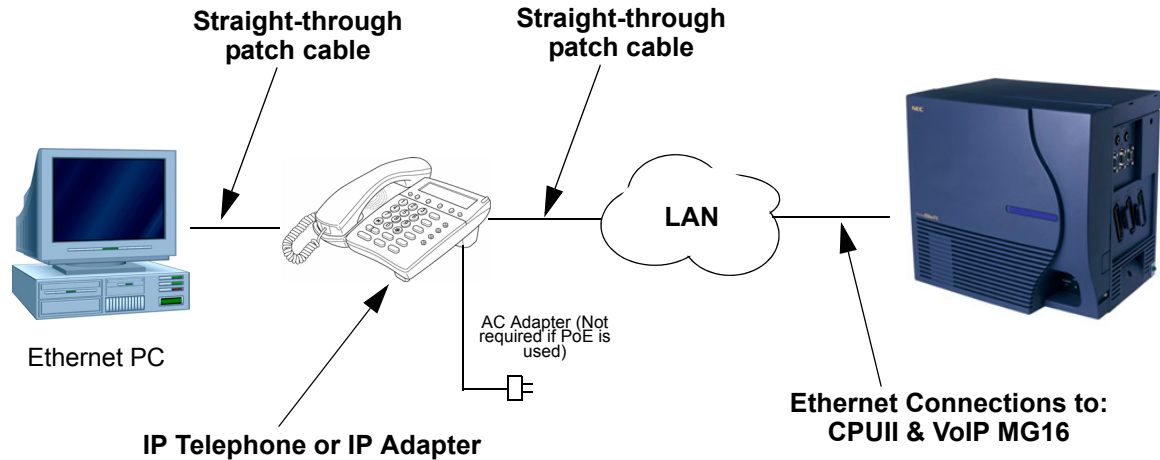 Straight-through
patch cable
Straight-through
patch cable
NEC
LAN
Ethernet PC
AC Adapter (Not
required if PoE is
used)
IP Telephone or IP Adapter
Ethernet Connections to:
CPUII & VoIP MG16